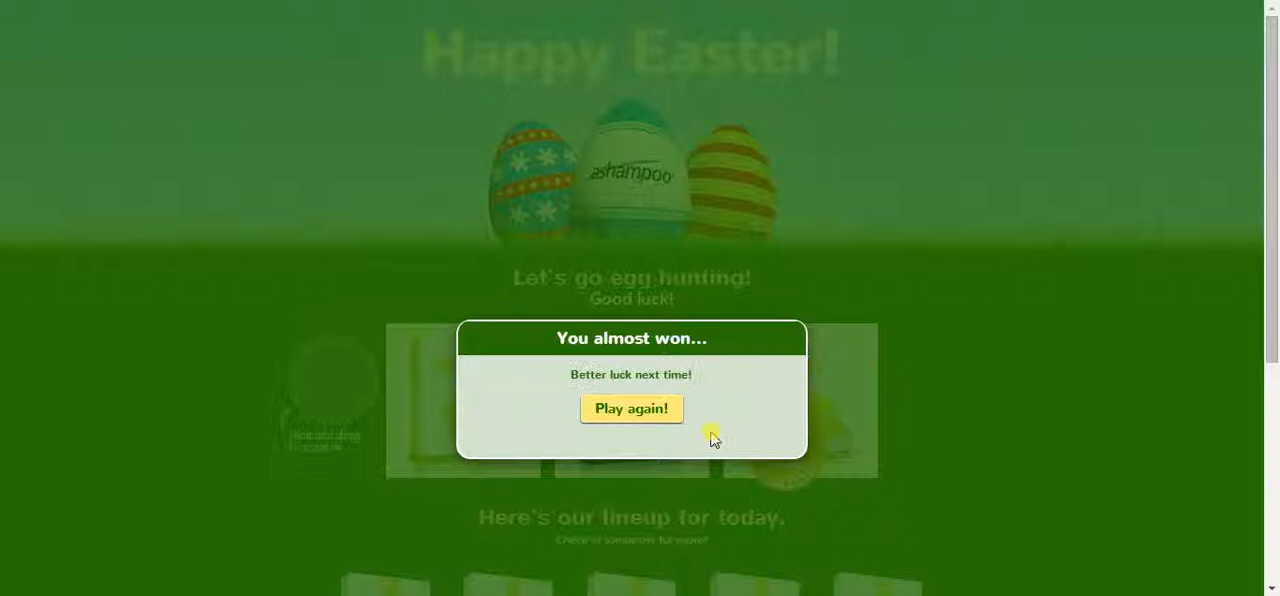 Happy Easter!
ashampoo
Let's go egg hunting!
Good luck!
You almost won...
Better luck next time!
Play again!
Here's our lineup for today.
Check in tomorrow for more!